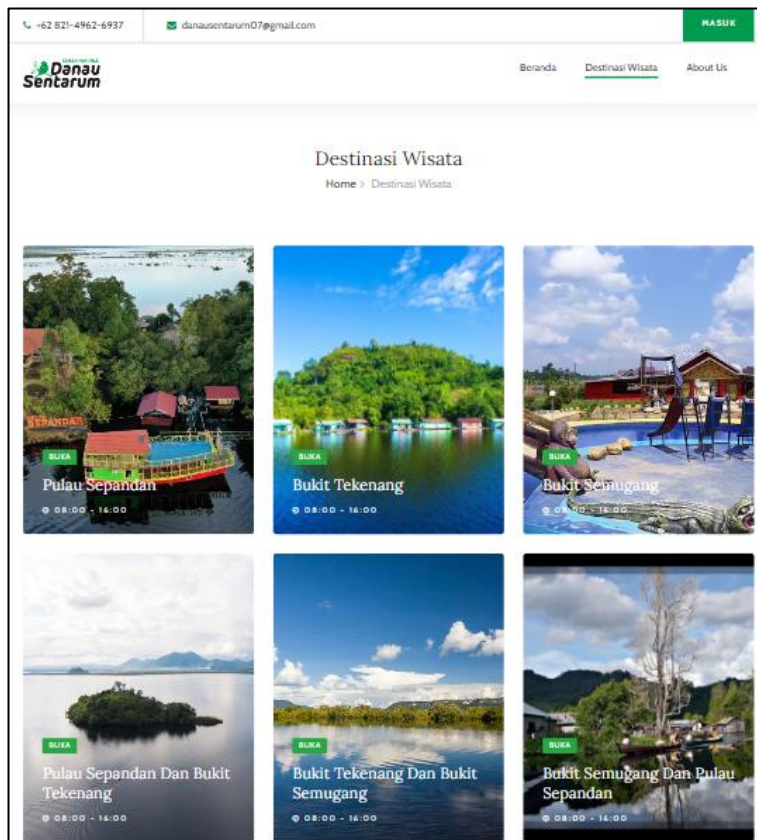 +62 821-4962-6937
danausentarum07@gmail.com
MASUK
Danau
Sentarum
Beranda
Destinasi Wisata
About Us
Destinasi Wisata
Home > Destinasi Wisata
SEPANDAN
BUKA
Pulau Sepandan
08:00 - 16:00
BUKA
Bukit Tekenang
08:00 - 16:00
BUKA
Bukit Semugang
08:00 - 16:00
BUKA
Pulau Sepandan Dan Bukit
Tekenang
08:00 - 16:00
BUKA
Bukit Tekenang Dan Bukit
Semugang
08:00 - 16:00
BUKA
Bukit Semugang Dan Pulau
Sepandan
08:00 - 16:00